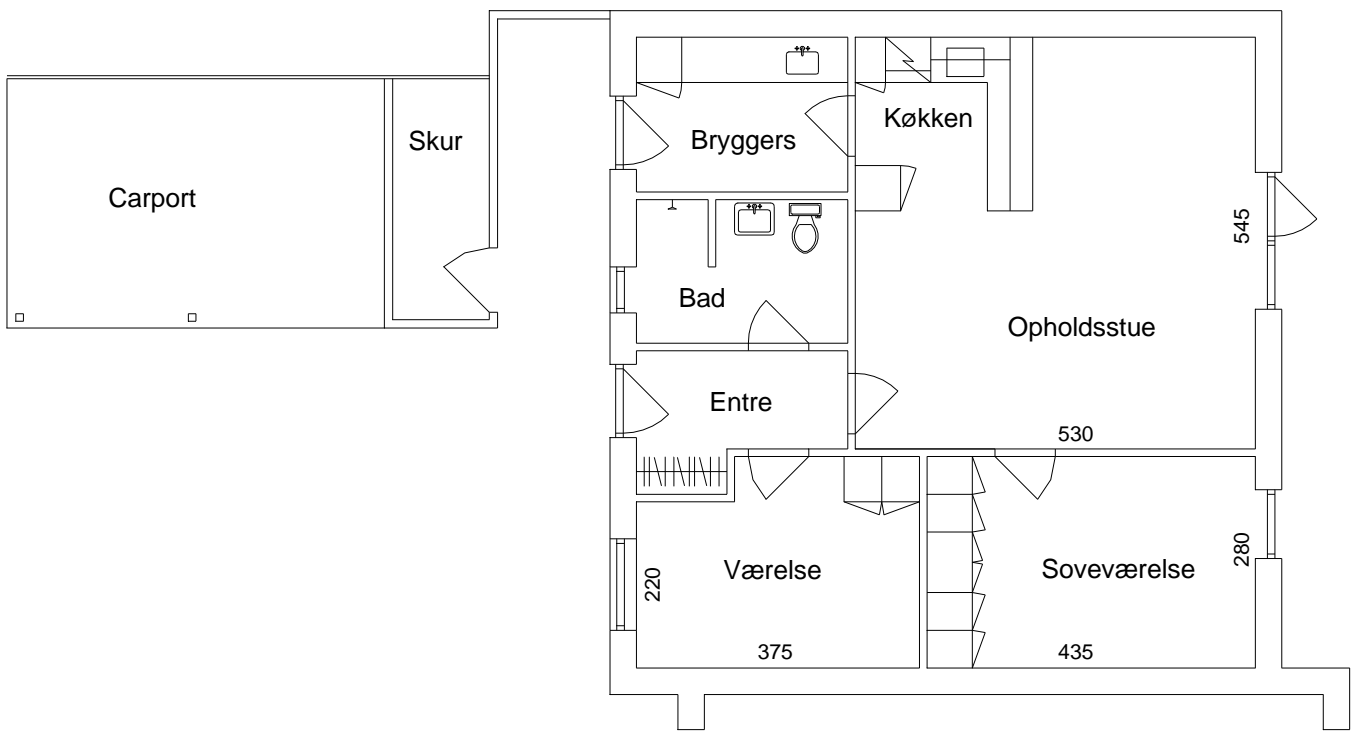 Skur
Carport
Bryggers
Køkken
545
Bad
Opholdsstue
Entre
530
Værelse
Soveværelse
220
280
375
435